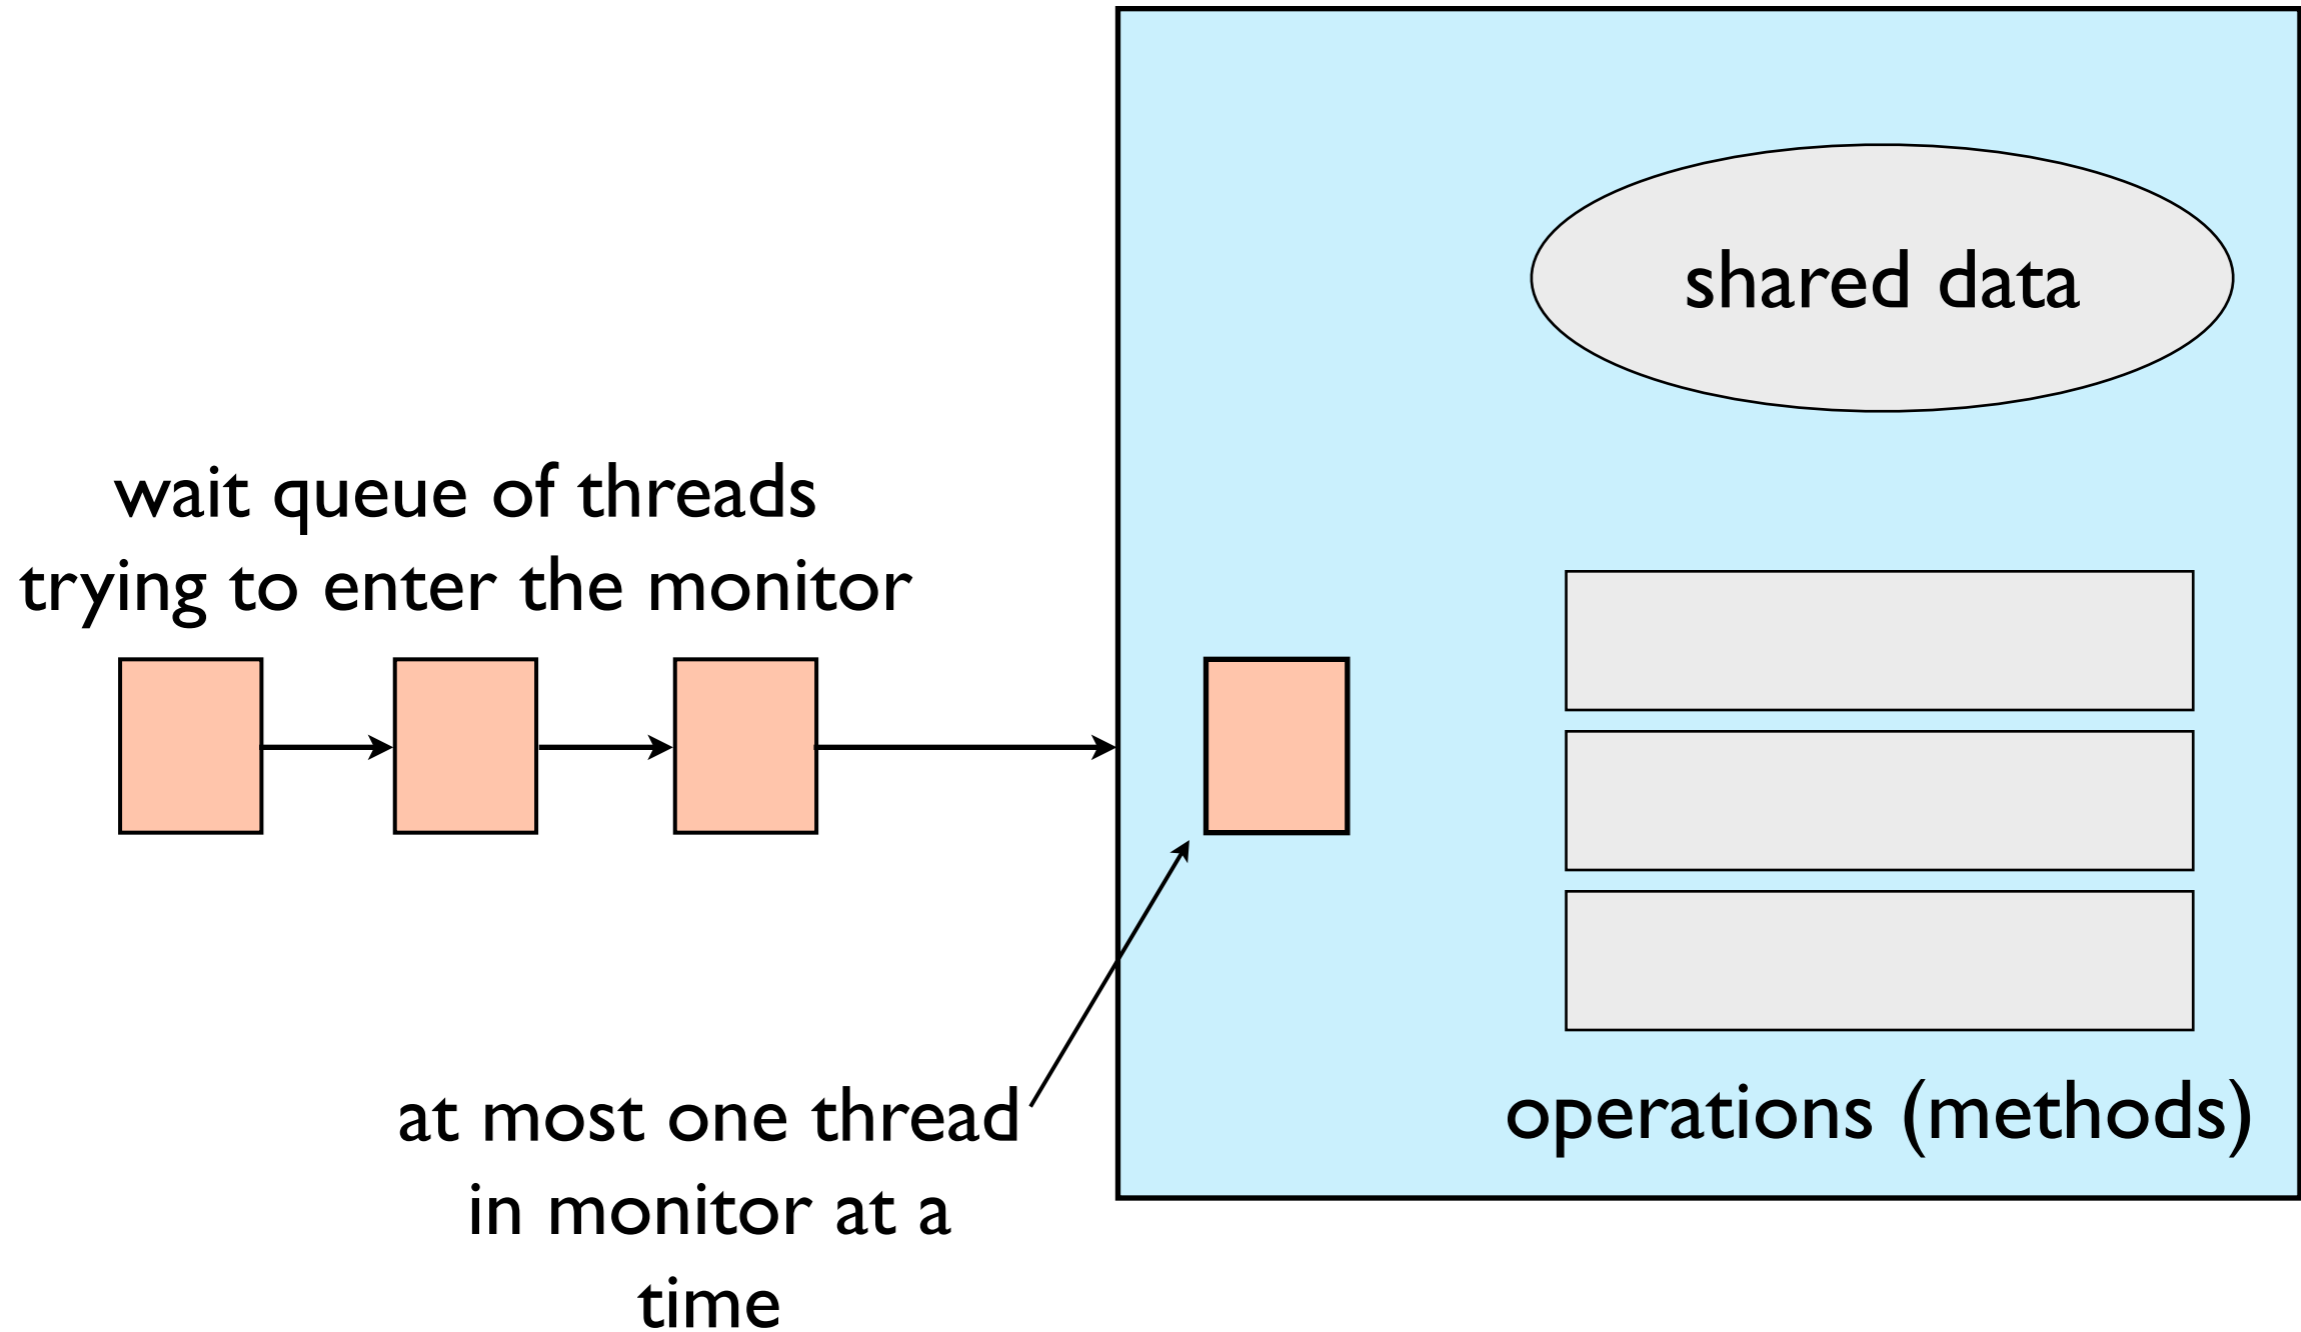 shared data
wait queue of threads
trying to enter the monitor
at most one thread
in monitor at a
time
operations (methods)